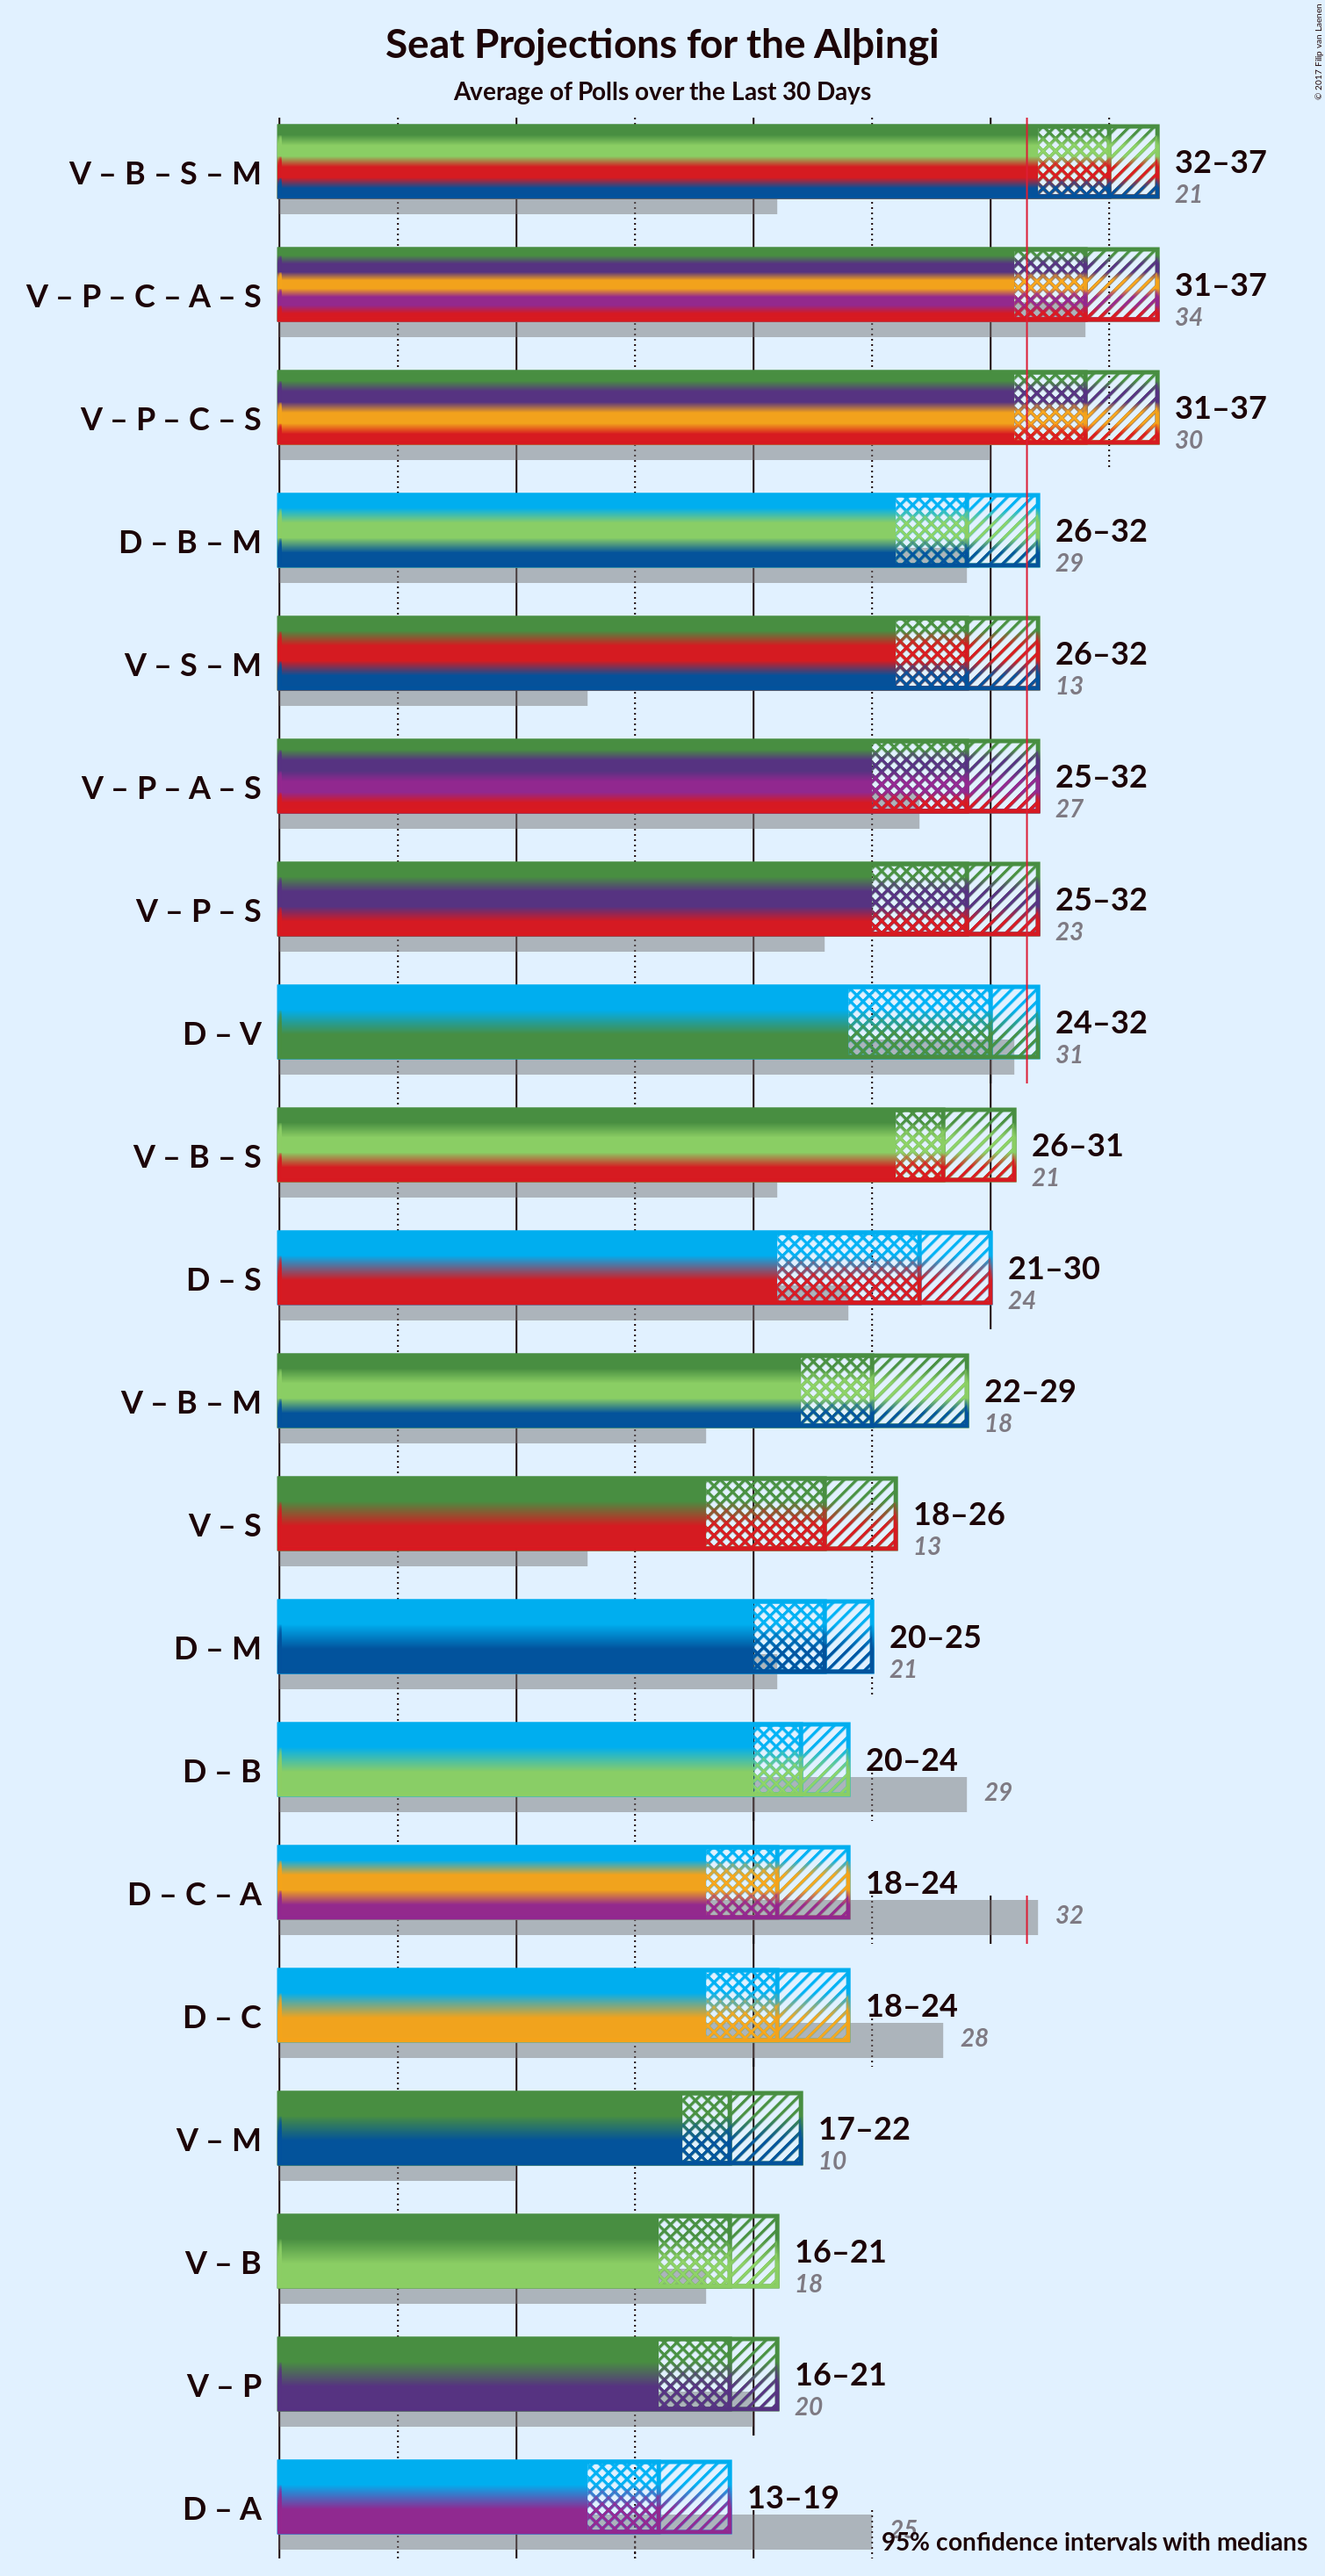 Seat Projections for the Alþingi
Average of Polls over the Last 30 Days
© 2017 Filip van Laenen
V – B – S – M
32–37
21
V – P – C – A – S
31–37
34
V – P – C – S
31–37
30
D – B – M
26–32
29
V – S – M
26–32
13
V – P – A – S
25–32
27
V – P – S
25–32
23
D – V
24–32
31
V – B – S
26–31
21
D – S
21–30
24
V – B – M
22–29
18
V – S
18–26
13
D – M
20–25
21
D – B
20–24
29
D – C – A
18–24
32
D – C
18–24
28
V – M
17–22
10
V – B
16–21
18
V – P
16–21
20
D – A
13–19
25
95% confidence intervals with medians